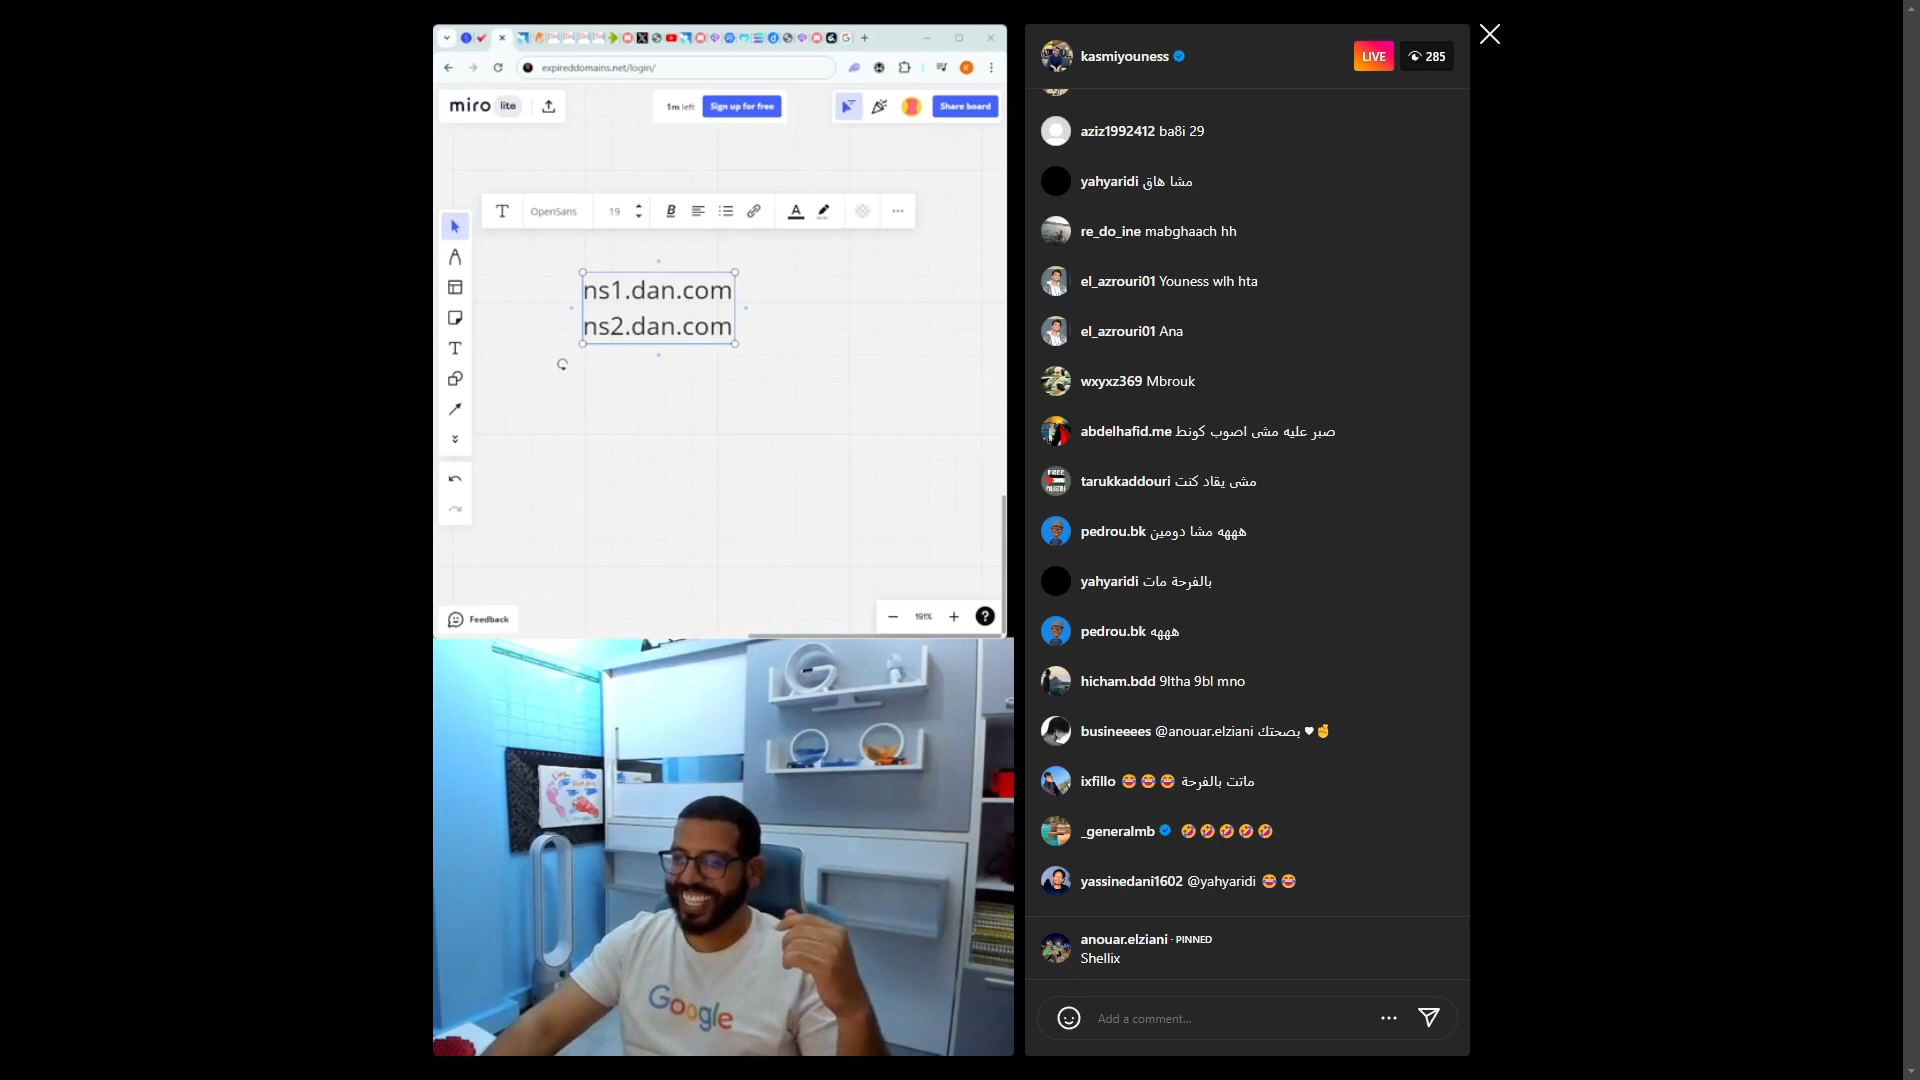 expireddomains.net/login/
miro lite
1m left
Sign up for free
Share board
OpenSans
19
B
A
ns1.dan.com
ns2.dan.com
Feedback
191%
Google
kasmiyouness
LIVE
285
aziz1992412 ba8i 29
yahyaridi مشا هاق
re_do_ine mabghaach hh
el_azrouri01 Youness wlh hta
el_azrouri01 Ana
wxyxz369 Mbrouk
abdelhafid.me صبر عليه مشى اصوب كونط
tarukkaddouri مشى يقاد كنت
pedrou.bk هههه مشا دومين
yahyaridi بالفرحة مات
pedrou.bk هههه
hicham.bdd 9ltha 9bl mno
busineeees @anouar.elziani بصحتك ♥️🤞
ixfillo 😂 😂 😂 ماتت بالفرحة
_generalmb 🤣 🤣 🤣 🤣 🤣
yassinedani1602 @yahyaridi 😂 😂
anouar.elziani · PINNED
Shellix
Add a comment...